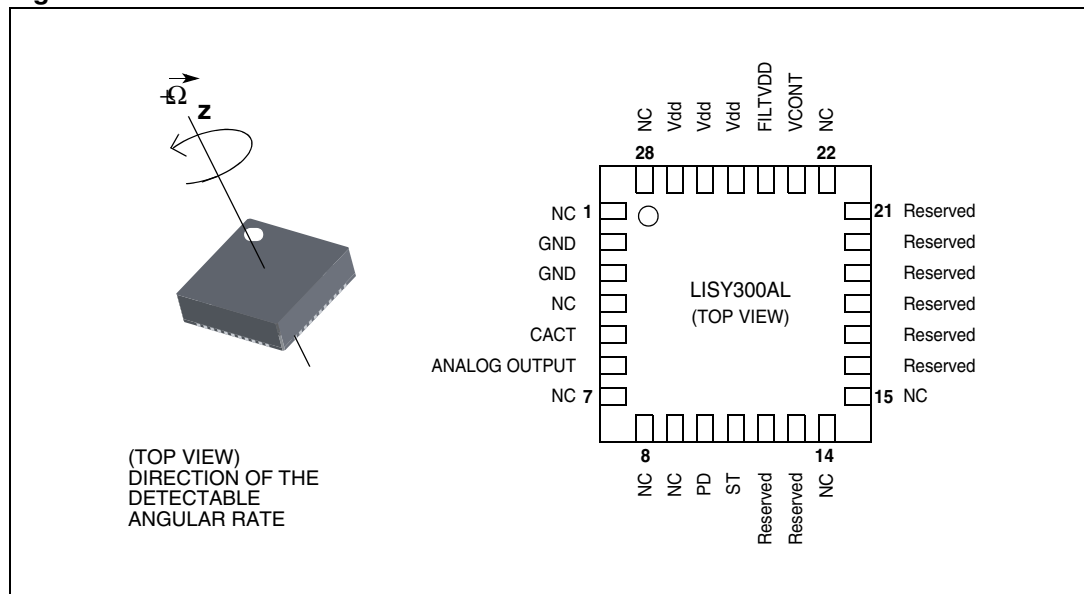 +Ω
z
(TOP VIEW)
DIRECTION OF THE
DETECTABLE
ANGULAR RATE
NC
Vdd
Vdd
Vdd
FILTVDD
VCONT
NC
28
22
NC 1
GND
GND
NC
CACT
ANALOG OUTPUT
NC 7
LISY300AL
(TOP VIEW)
21 Reserved
Reserved
Reserved
Reserved
Reserved
Reserved
15 NC
8
14
NC
NC
PD
ST
Reserved
Reserved
NC